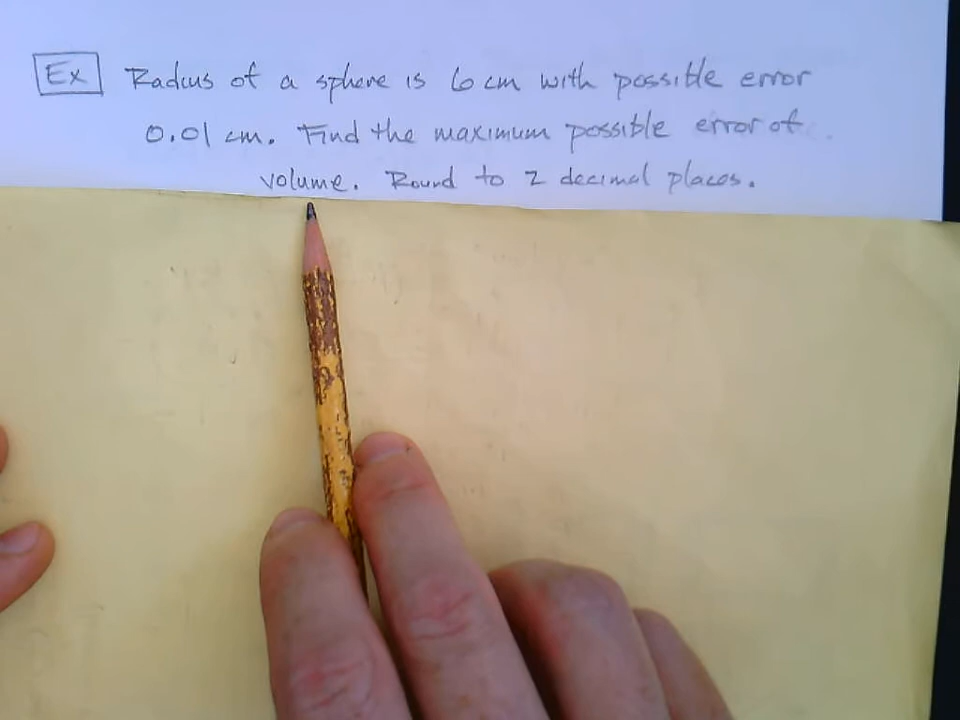 Ex Radius of a sphere is 6 cm with possible error
0.01 cm. Find the maximum possible error of
volume. Round to 2 decimal places.